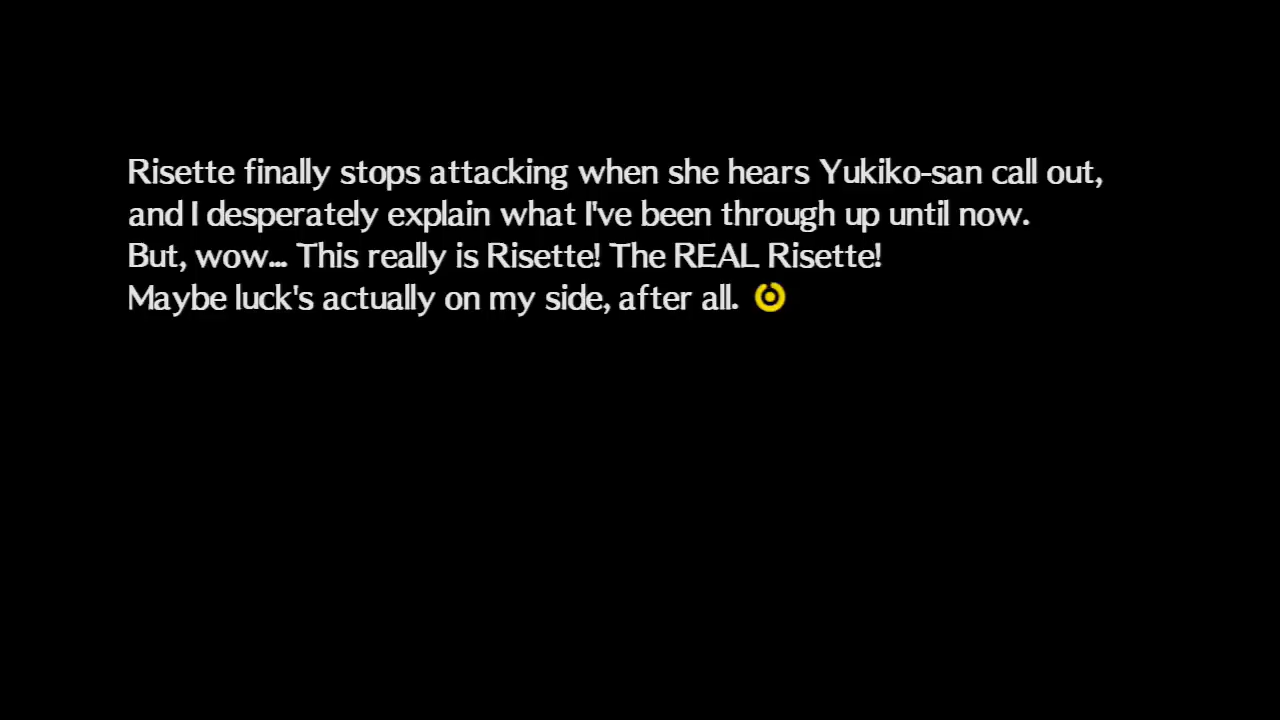 Risette finally stops attacking when she hears Yukiko-san call out,
and I desperately explain what I've been through up until now.
But, wow... This really is Risette! The REAL Risette!
Maybe luck's actually on my side, after all.